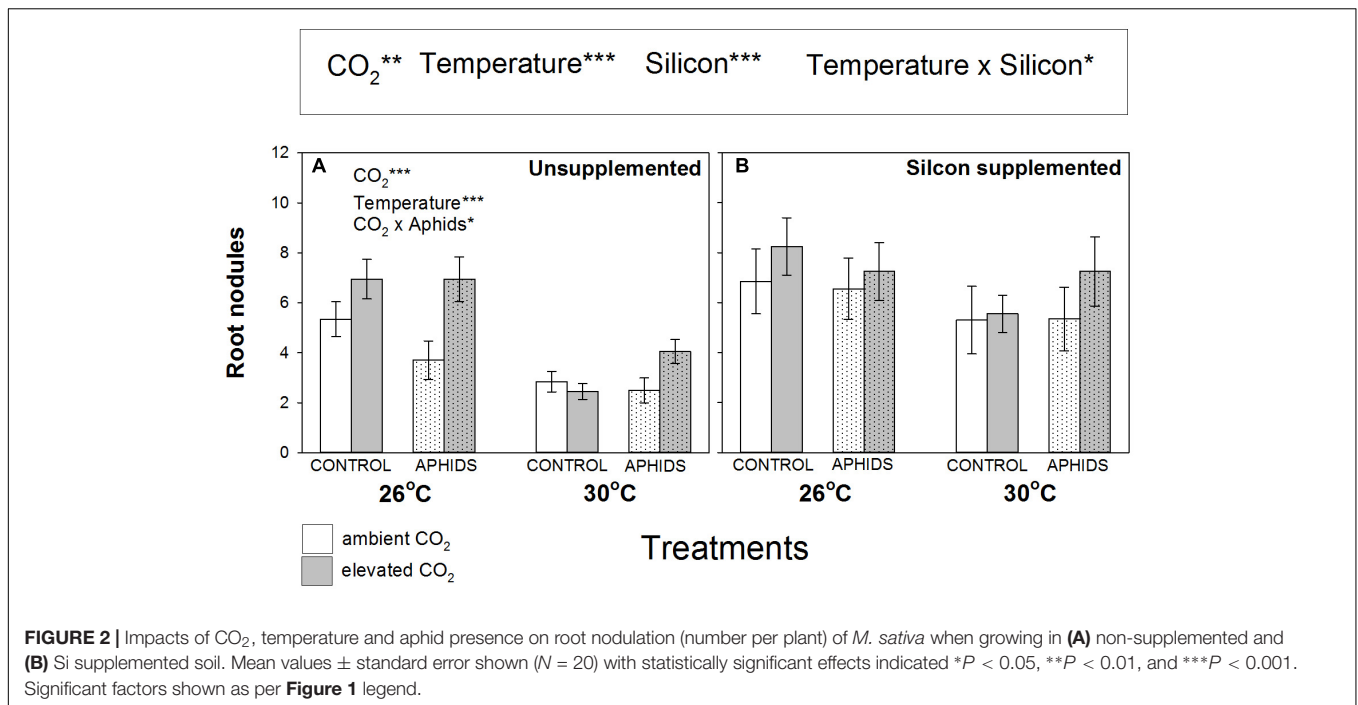 CO₂** Temperature*** Silicon*** Temperature x Silicon*
A Unsupplemented
CO₂***
Temperature***
CO₂ x Aphids*
B Silcon supplemented
Root nodules
12
10
8
6
4
2
0
CONTROL APHIDS CONTROL APHIDS CONTROL APHIDS CONTROL APHIDS
26°C 30°C 26°C 30°C
ambient CO₂
elevated CO₂
Treatments
FIGURE 2 | Impacts of CO₂, temperature and aphid presence on root nodulation (number per plant) of M. sativa when growing in (A) non-supplemented and
(B) Si supplemented soil. Mean values ± standard error shown (N = 20) with statistically significant effects indicated *P < 0.05, **P < 0.01, and ***P < 0.001.
Significant factors shown as per Figure 1 legend.